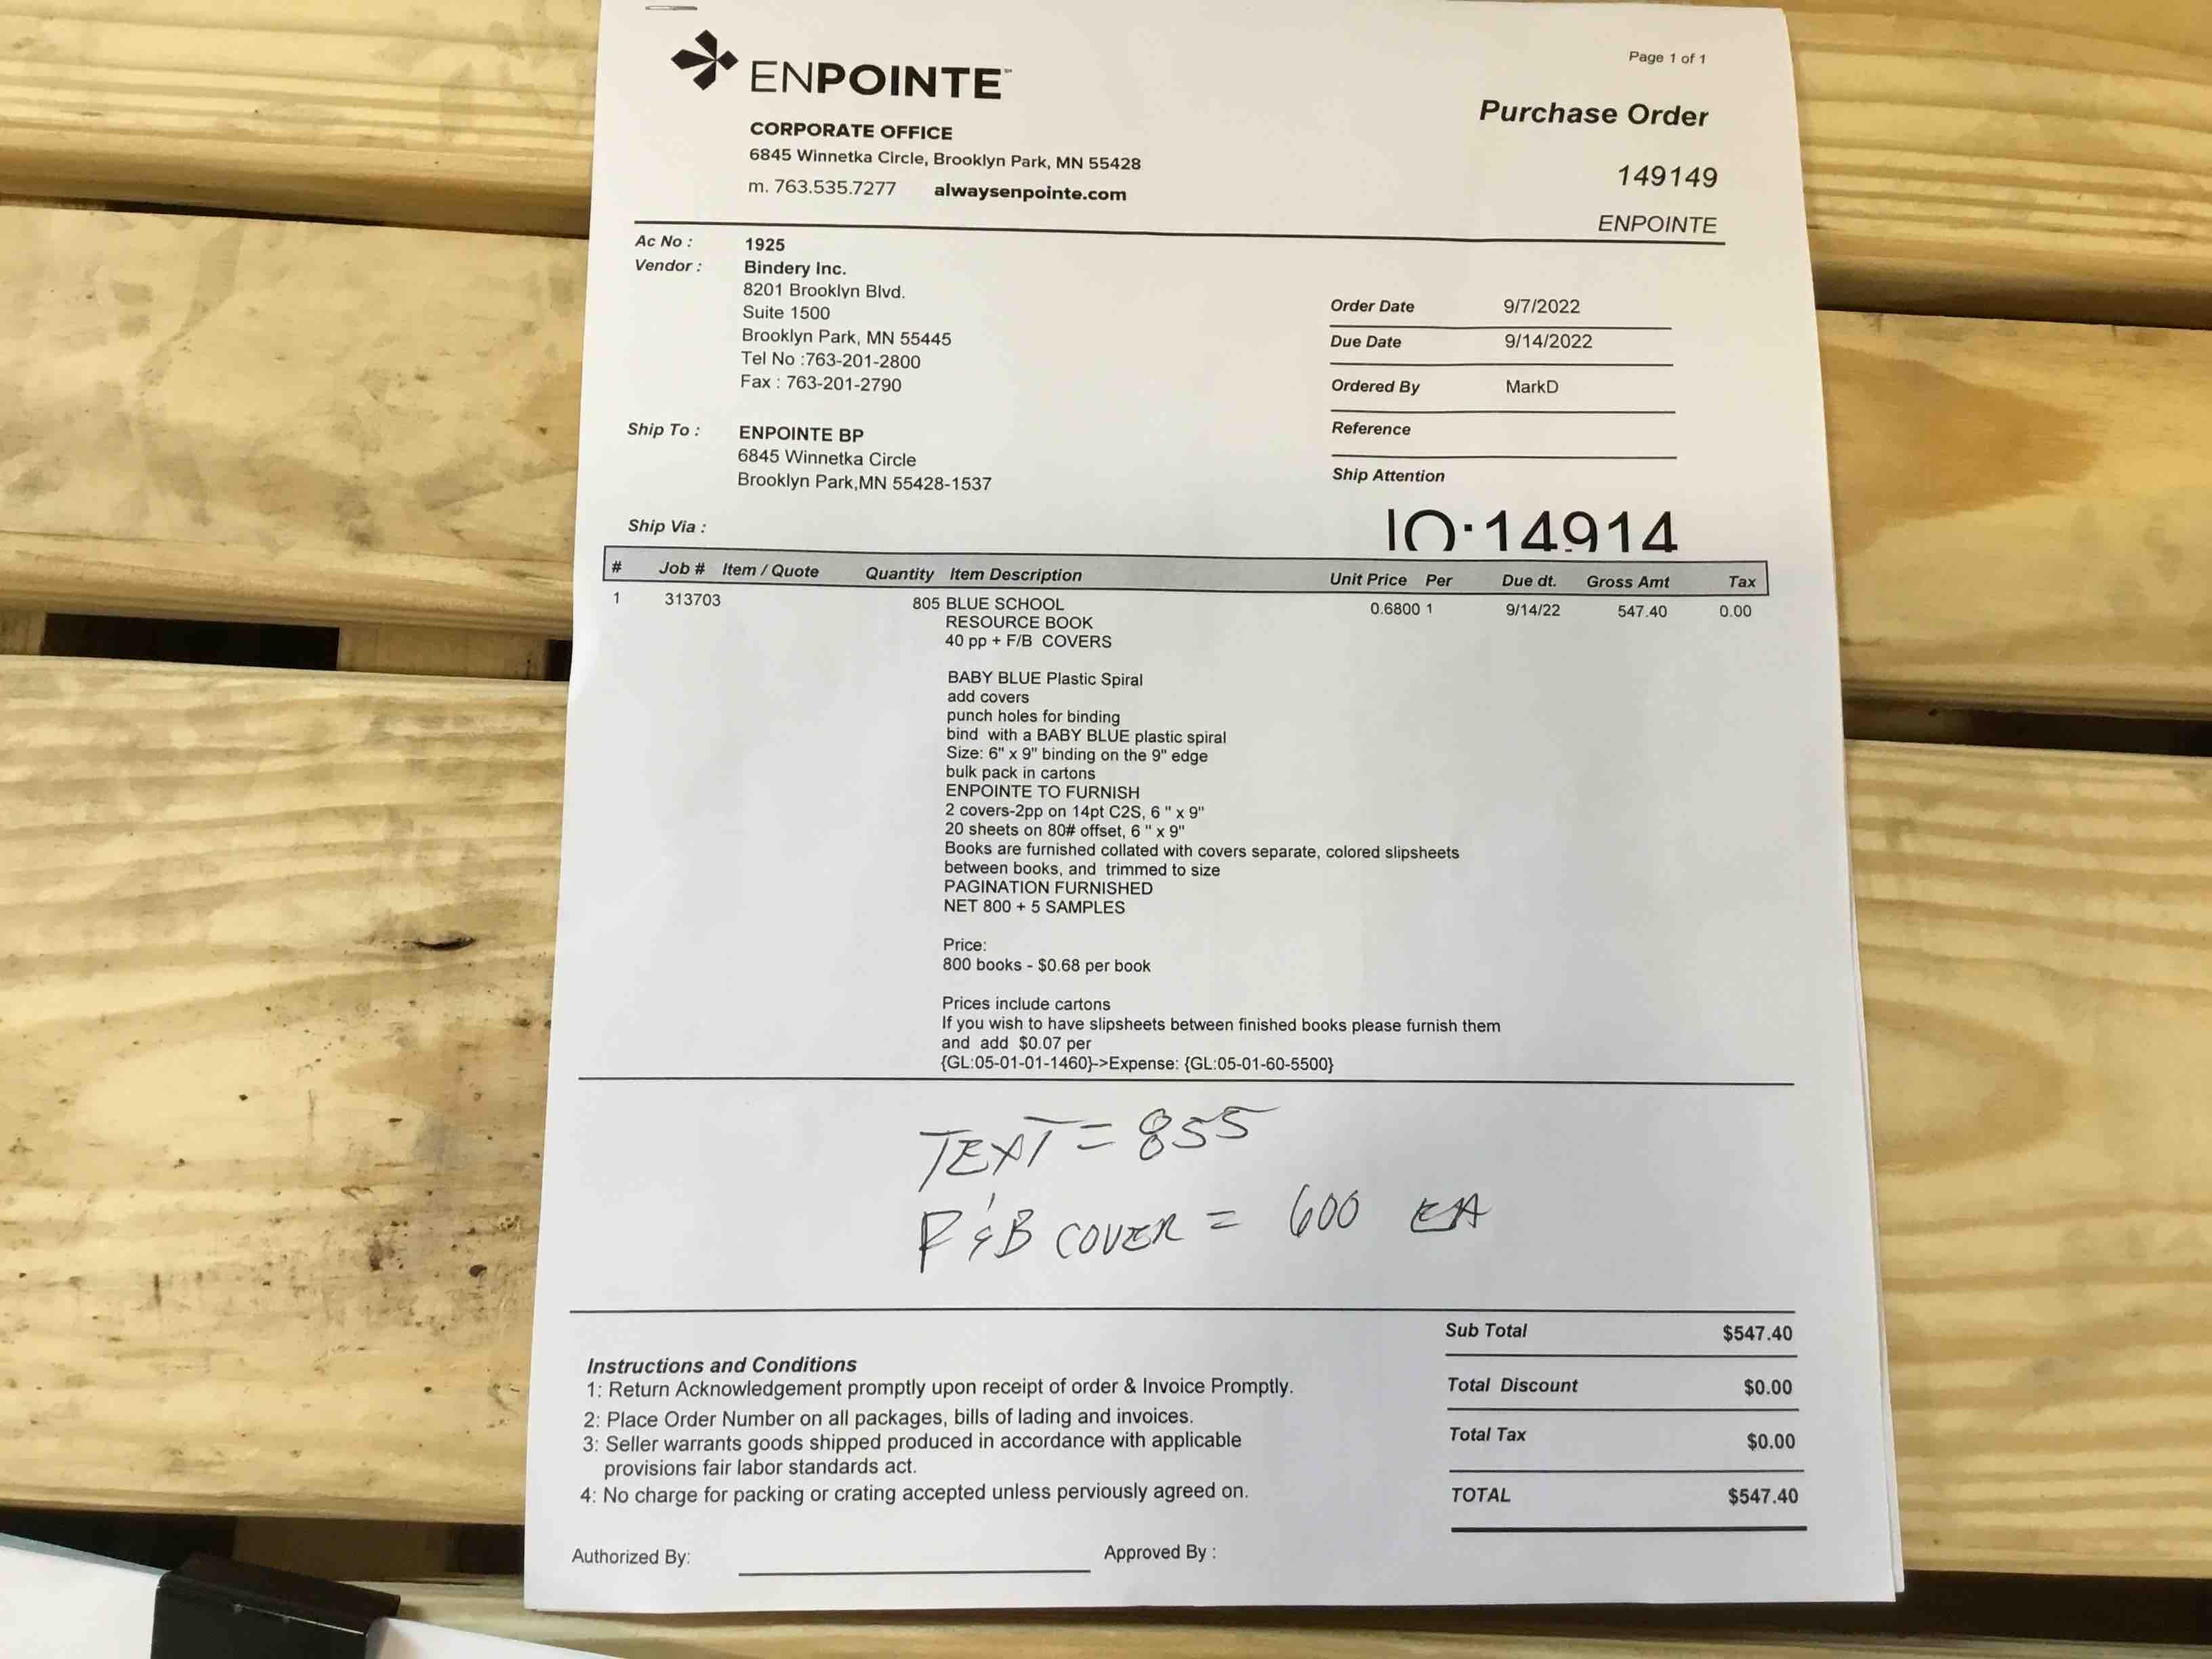 ENPOINTE
Page 1 of 1
Purchase Order
CORPORATE OFFICE
6845 Winnetka Circle, Brooklyn Park, MN 55428
m. 763.535.7277 alwaysenpointe.com
149149
ENPOINTE
Ac No : 1925
Vendor : Bindery Inc.
8201 Brooklyn Blvd.
Suite 1500
Brooklyn Park, MN 55445
Tel No :763-201-2800
Fax : 763-201-2790
Order Date 9/7/2022
Due Date 9/14/2022
Ordered By MarkD
Reference
Ship Attention
Ship To : ENPOINTE BP
6845 Winnetka Circle
Brooklyn Park,MN 55428-1537
Ship Via :
14914
# Job # Item / Quote Quantity Item Description Unit Price Per Due dt. Gross Amt Tax
1 313703 805 BLUE SCHOOL 0.6800 1 9/14/22 547.40 0.00
RESOURCE BOOK
40 pp + F/B COVERS
BABY BLUE Plastic Spiral
add covers
punch holes for binding
bind with a BABY BLUE plastic spiral
Size: 6" x 9" binding on the 9" edge
bulk pack in cartons
ENPOINTE TO FURNISH
2 covers-2pp on 14pt C2S, 6 " x 9"
20 sheets on 80# offset, 6 " x 9"
Books are furnished collated with covers separate, colored slipsheets
between books, and trimmed to size
PAGINATION FURNISHED
NET 800 + 5 SAMPLES
Price:
800 books - $0.68 per book
Prices include cartons
If you wish to have slipsheets between finished books please furnish them
and add $0.07 per
{GL:05-01-01-1460}->Expense: {GL:05-01-60-5500}
TEXT = 855
F & B COVER = 600 EA
Sub Total $547.40
Total Discount $0.00
Total Tax $0.00
TOTAL $547.40
Instructions and Conditions
1: Return Acknowledgement promptly upon receipt of order & Invoice Promptly.
2: Place Order Number on all packages, bills of lading and invoices.
3: Seller warrants goods shipped produced in accordance with applicable
provisions fair labor standards act.
4: No charge for packing or crating accepted unless perviously agreed on.
Authorized By: Approved By :